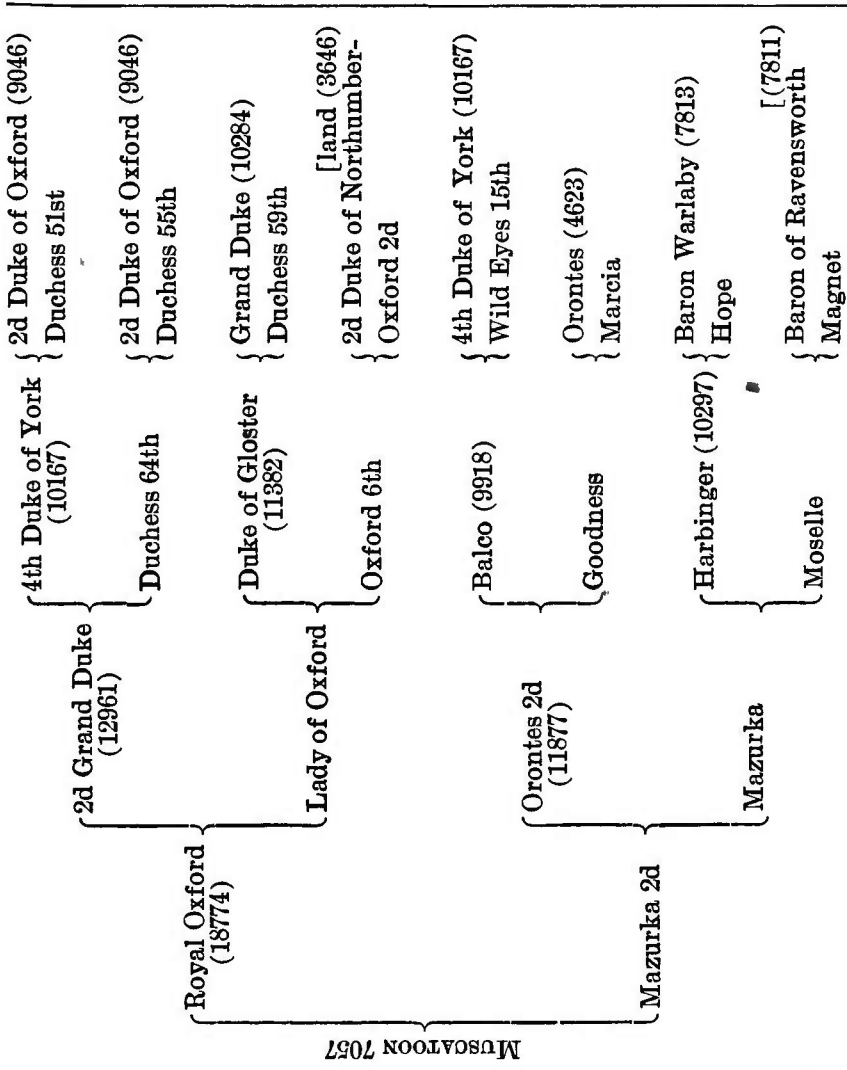 MUSCATOON 7057
Royal Oxford
(18774)
Mazurka 2d
2d Grand Duke
(12961)
Lady of Oxford
Orontes 2d
(11877)
Mazurka
4th Duke of York
(10167)
Duchess 64th
Duke of Gloster
(11382)
Oxford 6th
Balco (9918)
Goodness
Harbinger (10297)
Moselle
2d Duke of Oxford (9046)
Duchess 51st
2d Duke of Oxford (9046)
Duchess 55th
Grand Duke (10284)
Duchess 59th
[land (3646)
2d Duke of Northumber-
Oxford 2d
4th Duke of York (10167)
Wild Eyes 15th
Orontes (4623)
Marcia
Baron Warlaby (7813)
Hope
[(7811)
Baron of Ravensworth
Magnet